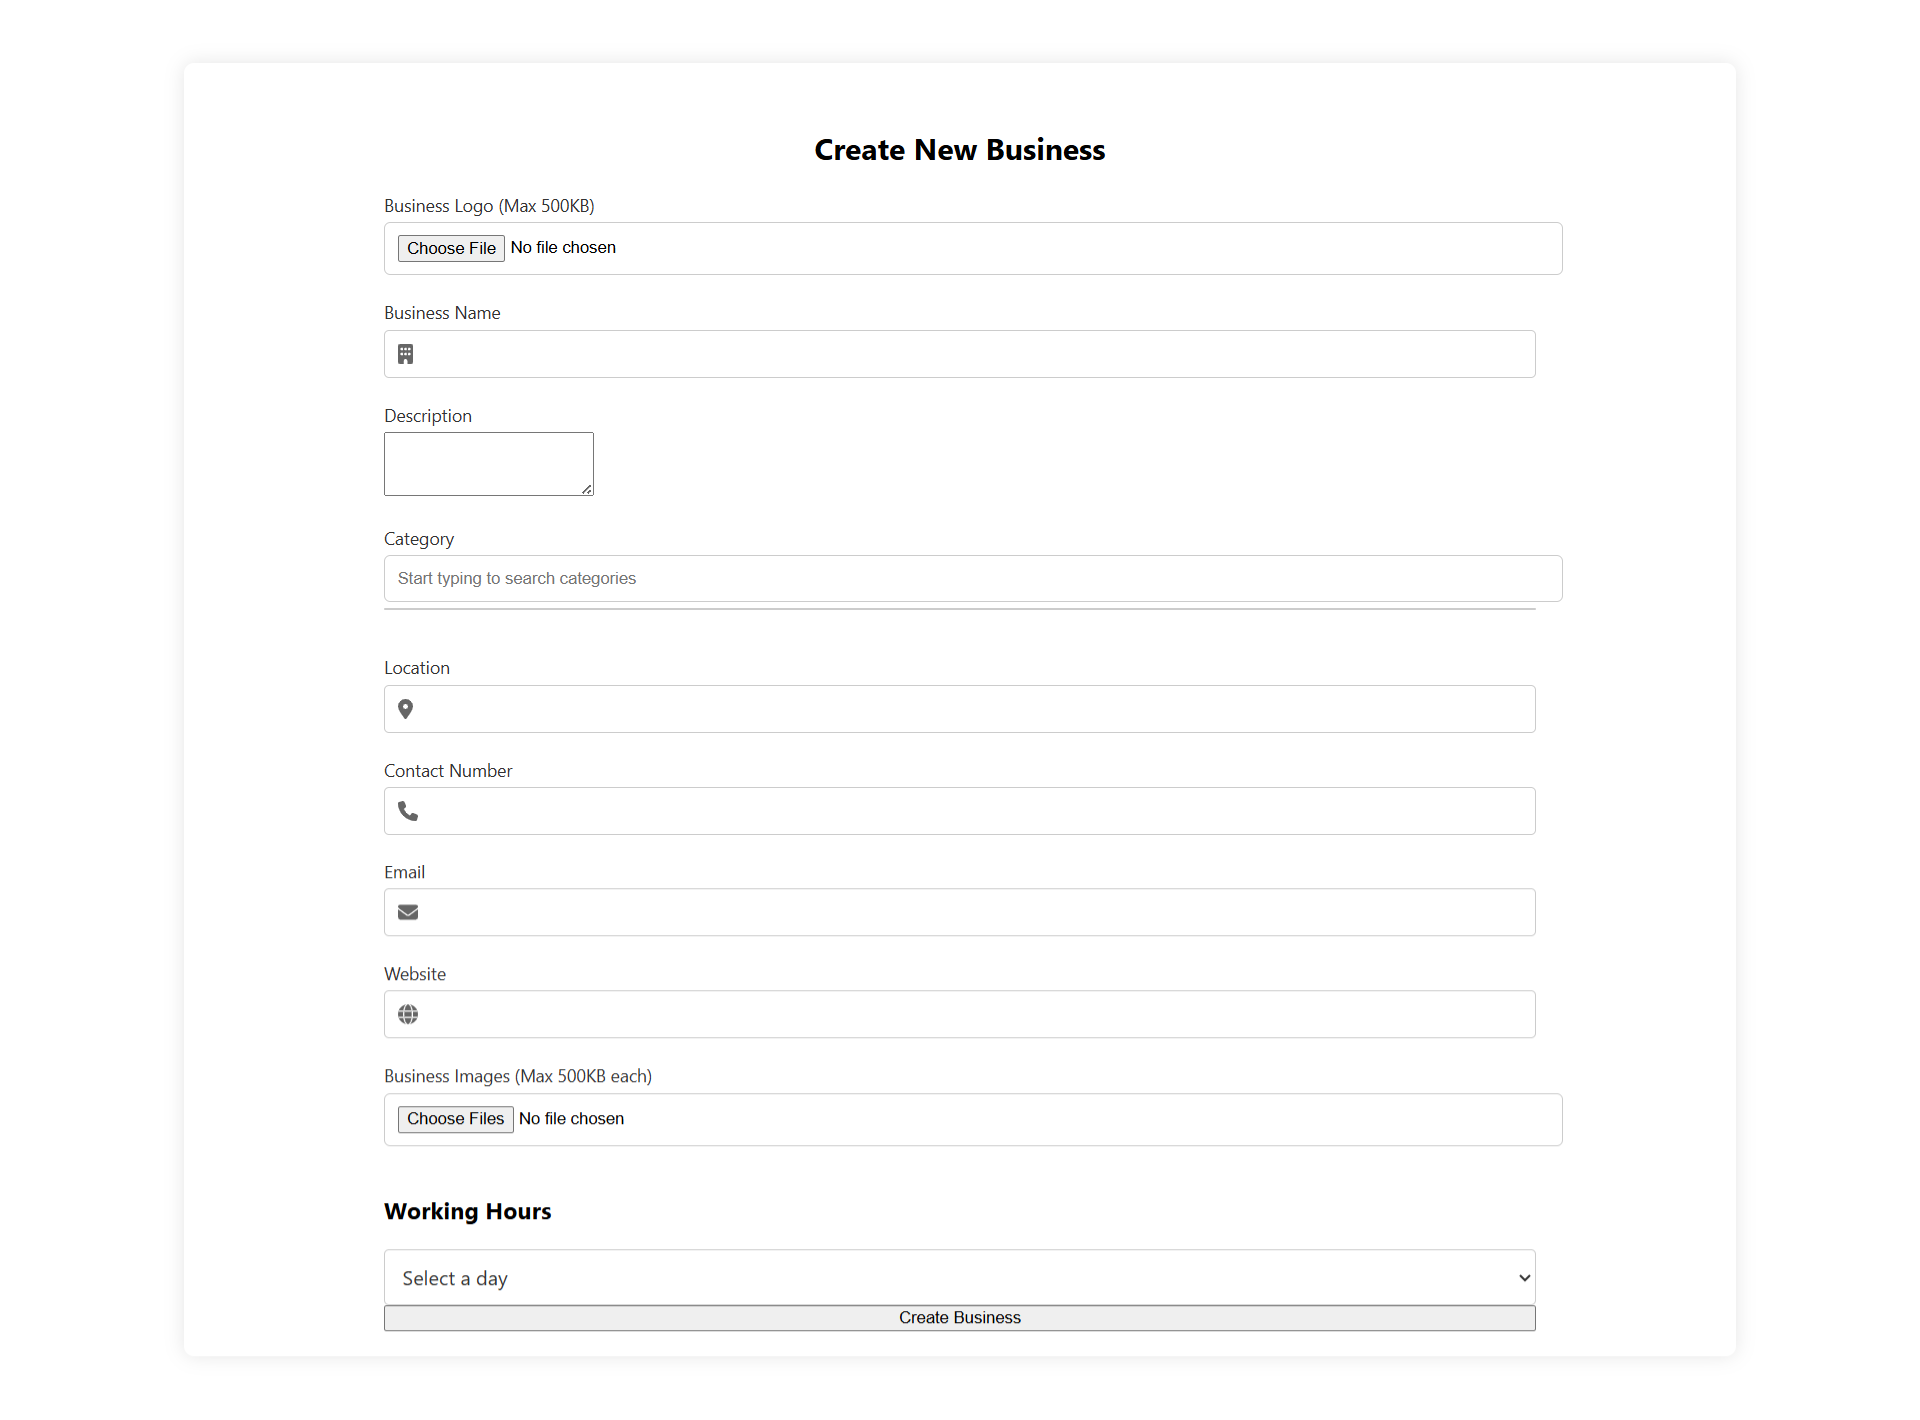 Create New Business
Business Logo (Max 500KB)
Choose File No file chosen
Business Name
Description
Category
Start typing to search categories
Location
Contact Number
Email
Website
Business Images (Max 500KB each)
Choose Files No file chosen
Working Hours
Select a day
Create Business